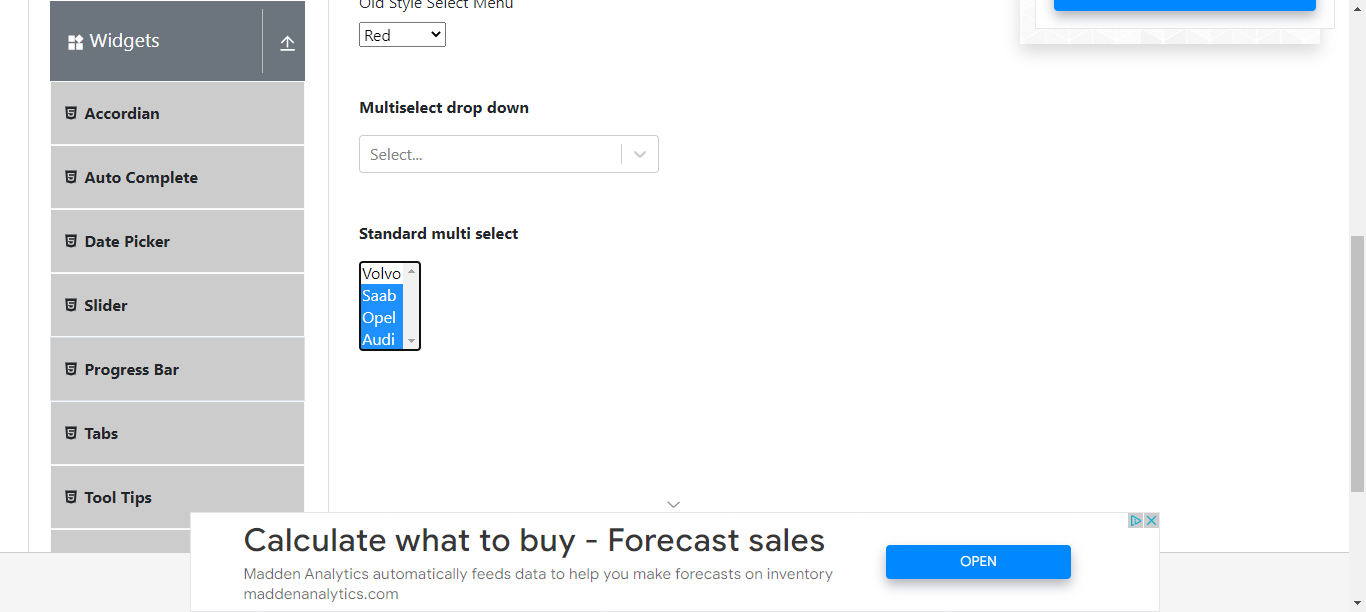 Old Style Select Menu
Red
Widgets
Multiselect drop down
Accordian
Select...
Auto Complete
Standard multi select
Date Picker
Volvo
Saab
Opel
Audi
Slider
Progress Bar
Tabs
Tool Tips
Calculate what to buy - Forecast sales
Madden Analytics automatically feeds data to help you make forecasts on inventory
maddenanalytics.com
OPEN